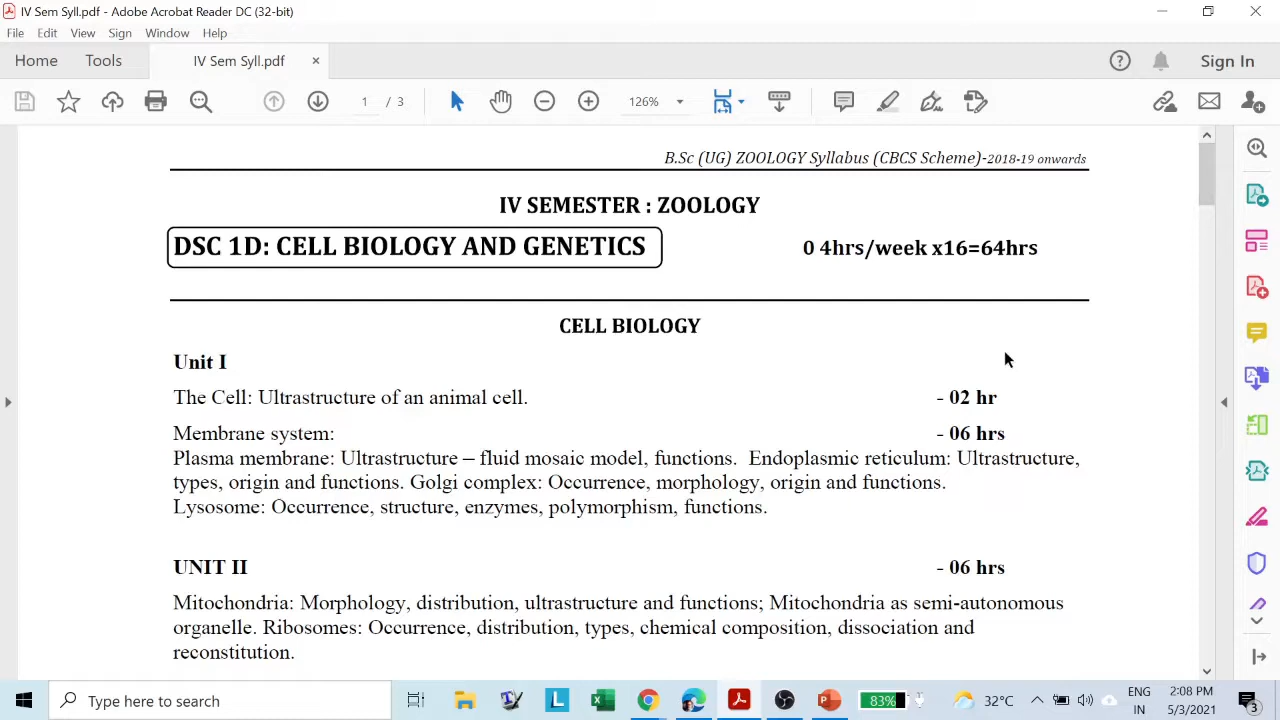 IV Sem Syll.pdf - Adobe Acrobat Reader DC (32-bit)
File Edit View Sign Window Help
Home Tools IV Sem Syll.pdf × Sign In
1 / 3 126%
B.Sc (UG) ZOOLOGY Syllabus (CBCS Scheme)-2018-19 onwards
IV SEMESTER : ZOOLOGY
DSC 1D: CELL BIOLOGY AND GENETICS 0 4hrs/week x16=64hrs
CELL BIOLOGY
Unit I
The Cell: Ultrastructure of an animal cell. - 02 hr
Membrane system: - 06 hrs
Plasma membrane: Ultrastructure – fluid mosaic model, functions. Endoplasmic reticulum: Ultrastructure,
types, origin and functions. Golgi complex: Occurrence, morphology, origin and functions.
Lysosome: Occurrence, structure, enzymes, polymorphism, functions.
UNIT II - 06 hrs
Mitochondria: Morphology, distribution, ultrastructure and functions; Mitochondria as semi-autonomous
organelle. Ribosomes: Occurrence, distribution, types, chemical composition, dissociation and
reconstitution.
Type here to search 83% 32°C ENG 2:08 PM
IN 5/3/2021 3